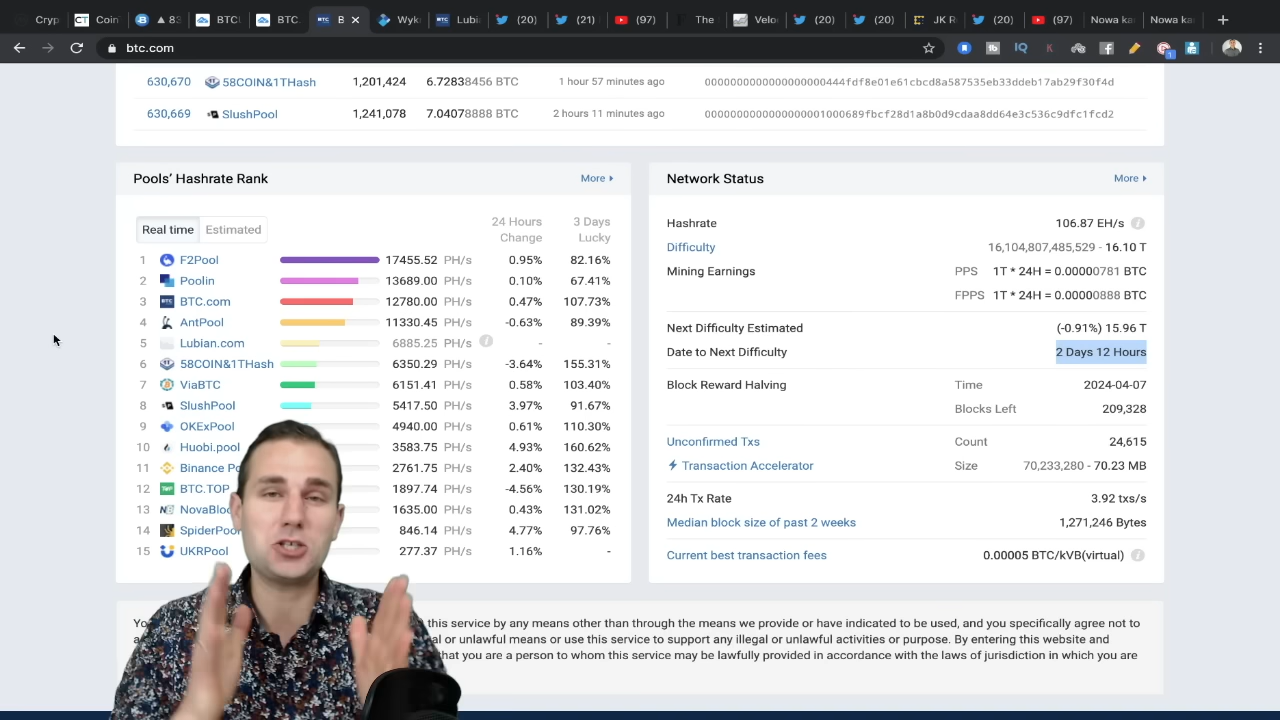 Cryp
CT Coin
▲ 83
BTCI
BTC.
BTC B
Wyk
BTC Lubi
(20)
(21)
(97)
The
Velo
(20)
(20)
JK R
(20)
(97)
Nowa ka
Nowa ka
btc.com
630,670 58COIN&1THash 1,201,424 6.72838456 BTC 1 hour 57 minutes ago 0000000000000000000444fdf8e01e61cbcd8a587535eb33ddeb17ab29f30f4d
630,669 SlushPool 1,241,078 7.04078888 BTC 2 hours 11 minutes ago 00000000000000000001000689fbcf28d1a8b0d9cdaa8dd64e3c536c9dfc1fcd2
Pools' Hashrate Rank More
Real time Estimated
24 Hours Change 3 Days Lucky
1 F2Pool 17455.52 PH/s 0.95% 82.16%
2 Poolin 13689.00 PH/s 0.10% 67.41%
3 BTC.com 12780.00 PH/s 0.47% 107.73%
4 AntPool 11330.45 PH/s -0.63% 89.39%
5 Lubian.com 6885.25 PH/s - -
6 58COIN&1THash 6350.29 PH/s -3.64% 155.31%
7 ViaBTC 6151.41 PH/s 0.58% 103.40%
8 SlushPool 5417.50 PH/s 3.97% 91.67%
9 OKExPool 4940.00 PH/s 0.61% 110.30%
10 Huobi.pool 3583.75 PH/s 4.93% 160.62%
11 Binance Po 2761.75 PH/s 2.40% 132.43%
12 BTC.TOP 1897.74 PH/s -4.56% 130.19%
13 NovaBlo 1635.00 PH/s 0.43% 131.02%
14 SpiderPool 846.14 PH/s 4.77% 97.76%
15 UKRPool 277.37 PH/s 1.16% -
Network Status More
Hashrate 106.87 EH/s
Difficulty 16,104,807,485,529 - 16.10 T
Mining Earnings PPS 1T * 24H = 0.00000781 BTC
FPPS 1T * 24H = 0.00000888 BTC
Next Difficulty Estimated (-0.91%) 15.96 T
Date to Next Difficulty 2 Days 12 Hours
Block Reward Halving Time 2024-04-07
Blocks Left 209,328
Unconfirmed Txs Count 24,615
Transaction Accelerator Size 70,233,280 - 70.23 MB
24h Tx Rate 3.92 txs/s
Median block size of past 2 weeks 1,271,246 Bytes
Current best transaction fees 0.00005 BTC/kVB(virtual)
Yo this service by any means other than through the means we provide or have indicated to be used, and you specifically agree not to
a al or unlawful means or use this service to support any illegal or unlawful activities or purpose. By entering this website and
that you are a person to whom this service may be lawfully provided in accordance with the laws of jurisdiction in which you are